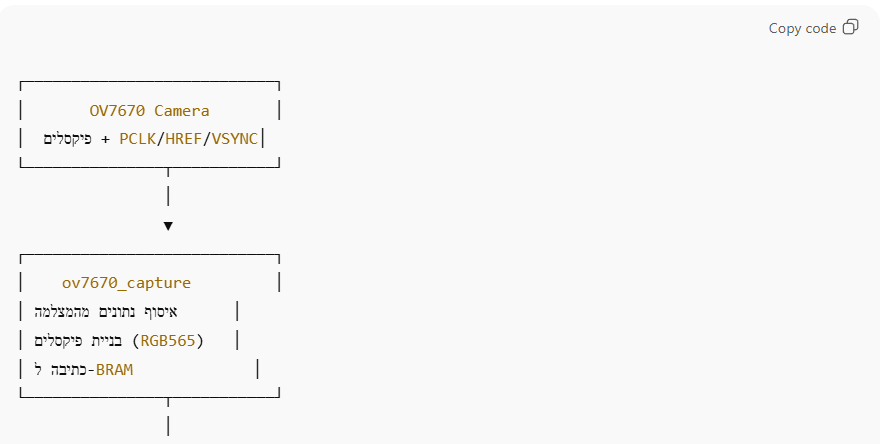 Copy code
OV7670 Camera
פיקסלים + PCLK/HREF/VSYNC
ov7670_capture
איסוף נתונים מהמצלמה
בניית פיקסלים (RGB565)
כתיבה ל-BRAM